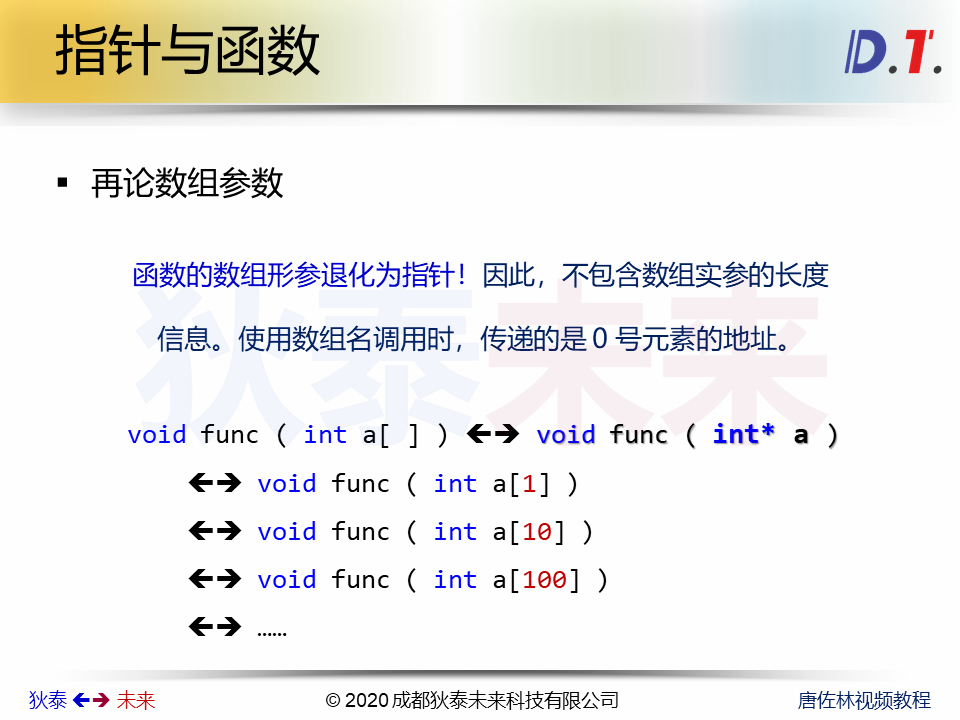 指针与函数
D.T.
▪ 再论数组参数
函数的数组形参退化为指针！因此，不包含数组实参的长度
信息。使用数组名调用时，传递的是 0 号元素的地址。
狄泰未来
void func ( int a[ ] ) 🡸🡺 void func ( int* a )
🡸🡺 void func ( int a[1] )
🡸🡺 void func ( int a[10] )
🡸🡺 void func ( int a[100] )
🡸🡺 ……
狄泰 🡸🡺 未来 © 2020 成都狄泰未来科技有限公司 唐佐林视频教程